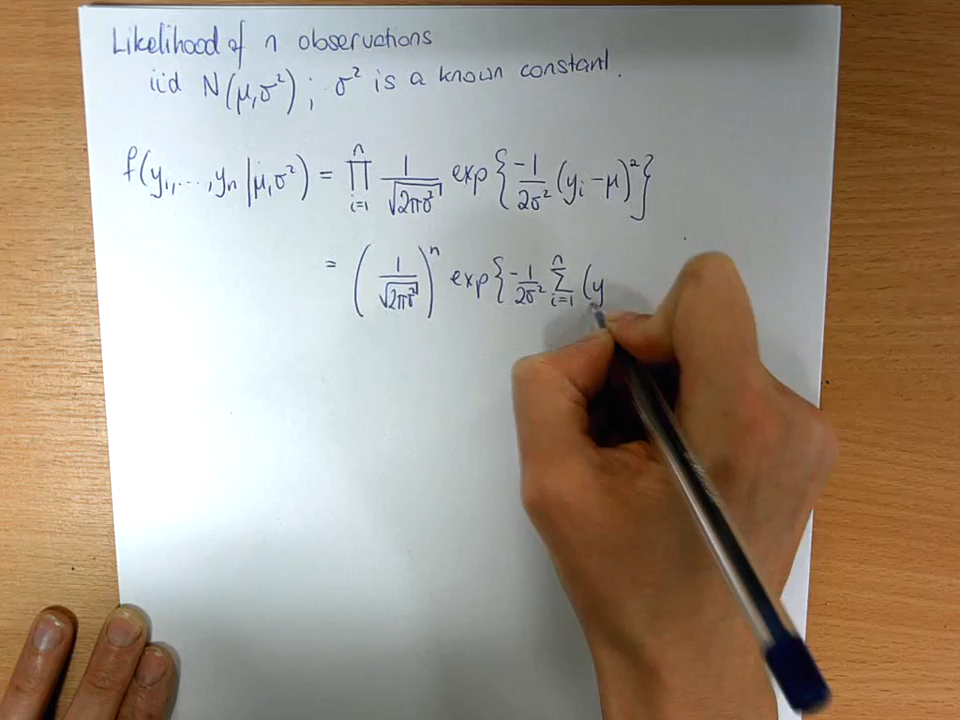 Likelihood of n observations
iid N(μ,σ²); σ² is a known constant.
f(y₁,...,yₙ|μ,σ²) = ∏ᵢ₌₁ⁿ 1/√(2πσ²) exp{-1/2σ² (yᵢ-μ)²}
= (1/√(2πσ²))ⁿ exp{-1/2σ² ∑ᵢ₌₁ⁿ (y